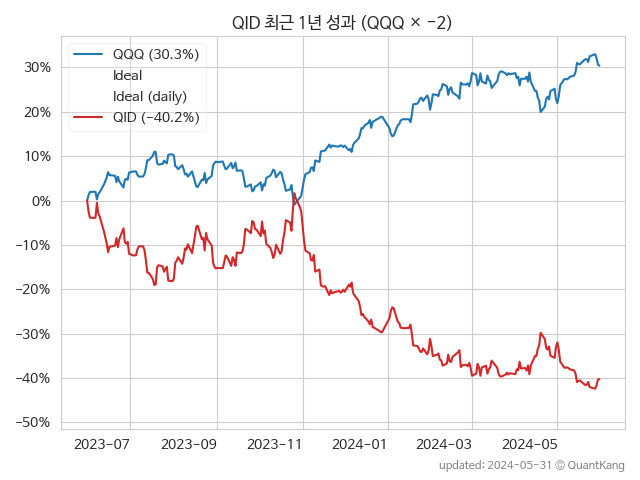 QID 최근 1년 성과 (QQQ × −2)
QQQ (30.3%)
Ideal
Ideal (daily)
QID (−40.2%)
30%
20%
10%
0%
−10%
−20%
−30%
−40%
−50%
2023−07
2023−09
2023−11
2024−01
2024−03
2024−05
updated: 2024−05−31 © QuantKang